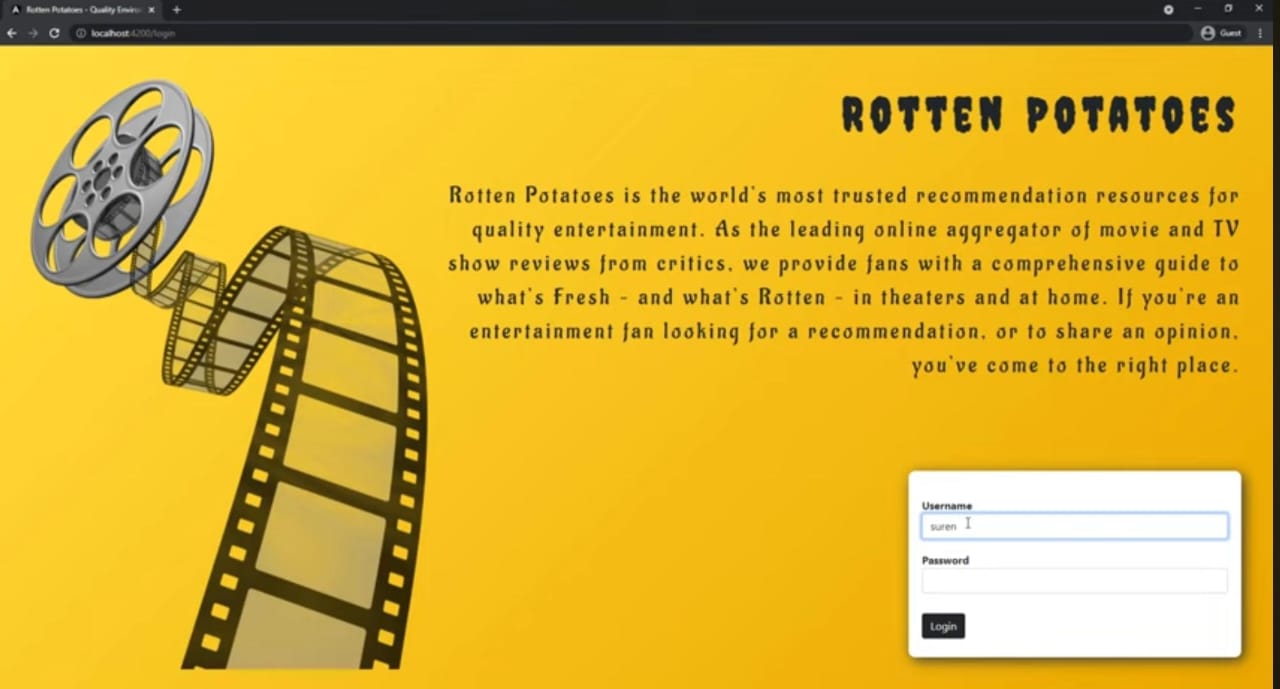 Rotten Potatoes - Quality Enviro
localhost:4200/login
Guest
ROTTEN POTATOES
Rotten Potatoes is the world's most trusted recommendation resources for
quality entertainment. As the leading online aggregator of movie and TV
show reviews from critics, we provide fans with a comprehensive guide to
what's Fresh - and what's Rotten - in theaters and at home. If you're an
entertainment fan looking for a recommendation, or to share an opinion,
you've come to the right place.
Username
suren
Password
Login